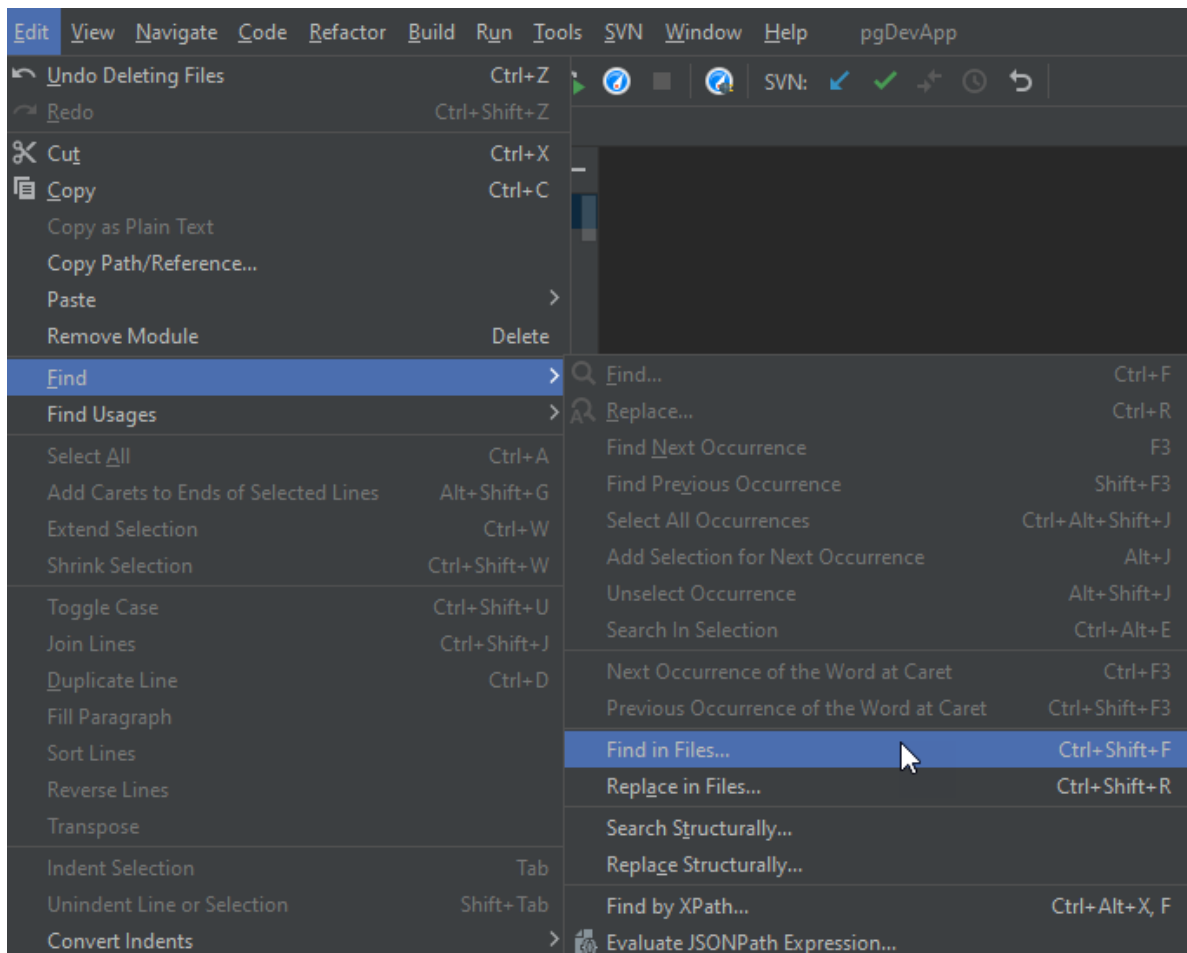 Edit View Navigate Code Refactor Build Run Tools SVN Window Help pgDevApp
Undo Deleting Files Ctrl+Z
SVN:
Redo Ctrl+Shift+Z
Cut Ctrl+X
Copy Ctrl+C
Copy as Plain Text
Copy Path/Reference...
Paste
Remove Module Delete
Find
Find Usages
Select All Ctrl+A
Add Carets to Ends of Selected Lines Alt+Shift+G
Extend Selection Ctrl+W
Shrink Selection Ctrl+Shift+W
Toggle Case Ctrl+Shift+U
Join Lines Ctrl+Shift+J
Duplicate Line Ctrl+D
Fill Paragraph
Sort Lines
Reverse Lines
Transpose
Indent Selection Tab
Unindent Line or Selection Shift+Tab
Convert Indents
Find... Ctrl+F
Replace... Ctrl+R
Find Next Occurrence F3
Find Previous Occurrence Shift+F3
Select All Occurrences Ctrl+Alt+Shift+J
Add Selection for Next Occurrence Alt+J
Unselect Occurrence Alt+Shift+J
Search In Selection Ctrl+Alt+E
Next Occurrence of the Word at Caret Ctrl+F3
Previous Occurrence of the Word at Caret Ctrl+Shift+F3
Find in Files... Ctrl+Shift+F
Replace in Files... Ctrl+Shift+R
Search Structurally...
Replace Structurally...
Find by XPath... Ctrl+Alt+X, F
Evaluate JSONPath Expression...